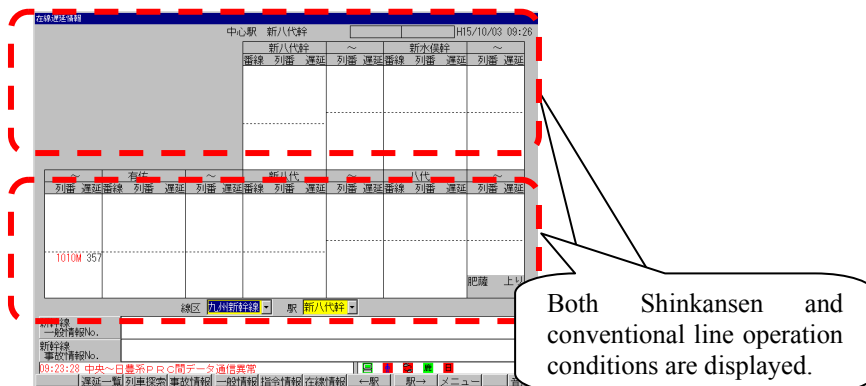 在線遅延情報
中心駅 新八代幹 H15/10/03 09:26
新八代幹 ～ 新水俣幹 ～
番線 列番 遅延 列番 遅延 番線 列番 遅延 列番 遅延
～ 有佐 ～ 新八代 ～ 八代 ～
列番 遅延 番線 列番 遅延 列番 遅延 番線 列番 遅延 列番 遅延 番線 列番 遅延 列番 遅延
1010M 357
肥薩 上り
線区 九州新幹線 駅 新八代幹
新幹線
一般情報No.
新幹線
事故情報No.
09:23:28 中央～日豊系PRC間データ通信異常
遅延一覧 列車探索 事故情報 一般情報 指令情報 在線情報 ←駅 駅→ メニュー
Both Shinkansen and
conventional line operation
conditions are displayed.